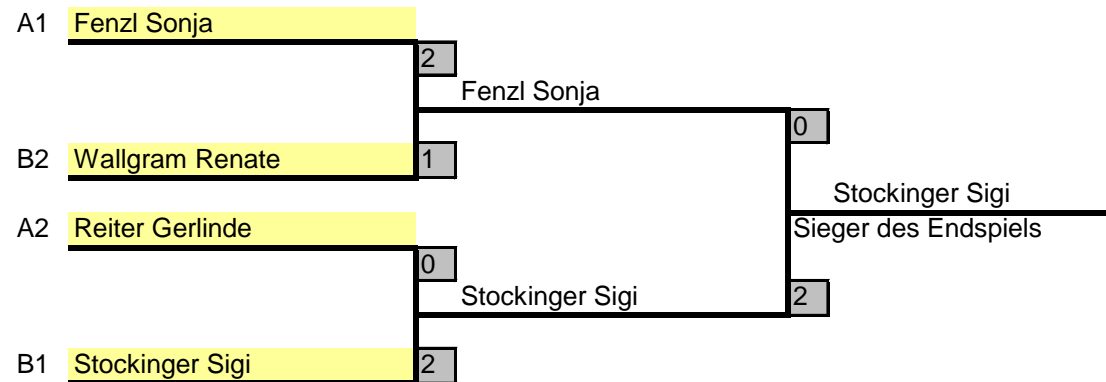 A1 Fenzl Sonja
2
Fenzl Sonja
0
B2 Wallgram Renate 1
Stockinger Sigi
A2 Reiter Gerlinde
Sieger des Endspiels
0
Stockinger Sigi 2
B1 Stockinger Sigi 2